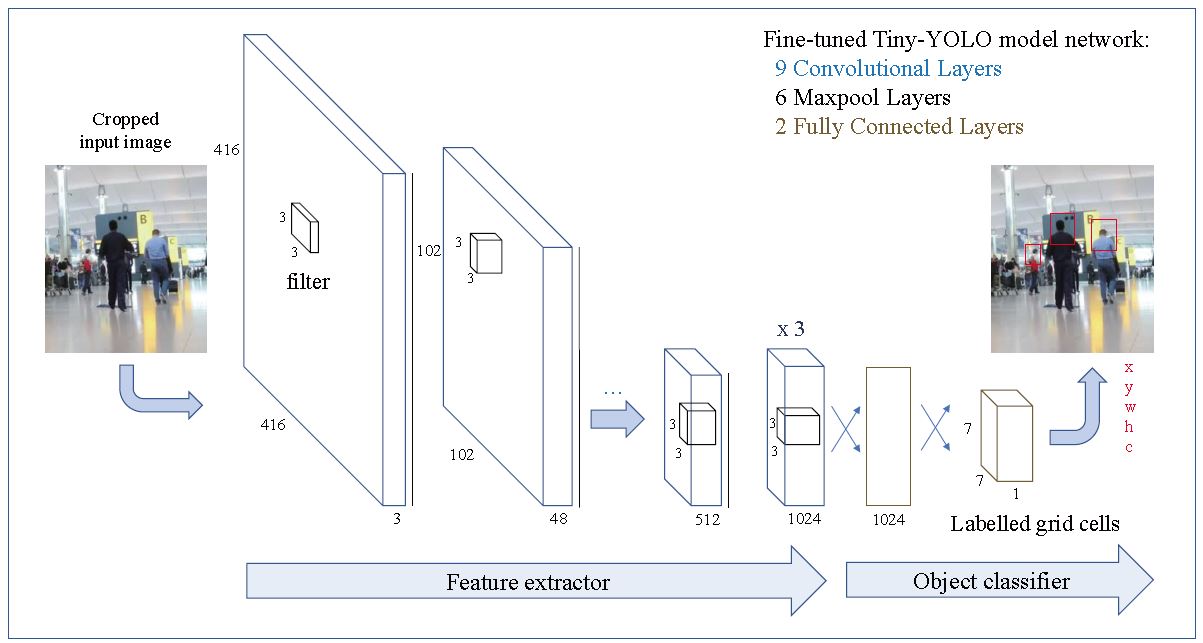 Fine-tuned Tiny-YOLO model network:
9 Convolutional Layers
6 Maxpool Layers
2 Fully Connected Layers
Cropped
input image
416
3
3
filter
416
3
102
3
3
102
48
...
3
3
512
x 3
3
3
1024
1024
7
7
1
Labelled grid cells
B
C
B
C
x
y
w
h
c
Feature extractor
Object classifier